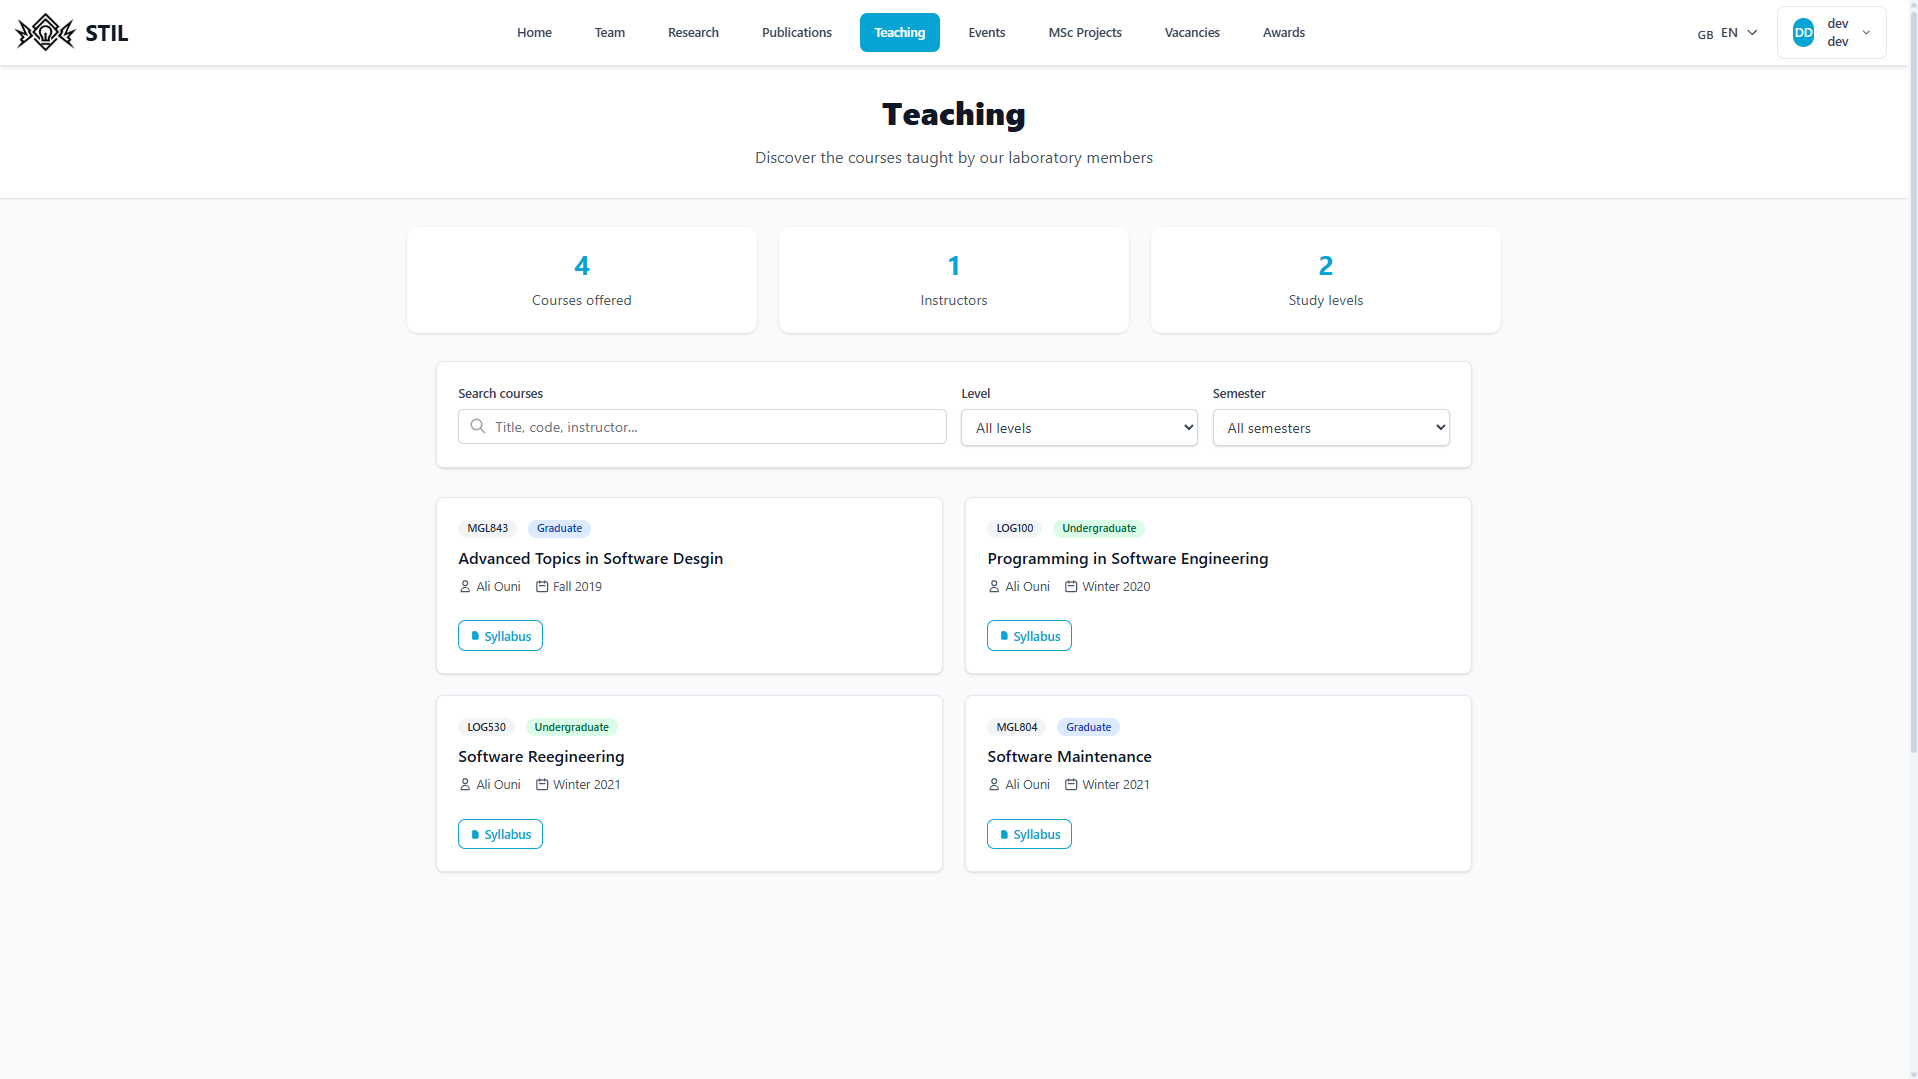 STIL
Home Team Research Publications Teaching Events MSc Projects Vacancies Awards
GB EN
DD dev dev
Teaching
Discover the courses taught by our laboratory members
4
Courses offered
1
Instructors
2
Study levels
Search courses
Title, code, instructor...
Level
All levels
Semester
All semesters
MGL843 Graduate
Advanced Topics in Software Desgin
Ali Ouni Fall 2019
Syllabus
LOG100 Undergraduate
Programming in Software Engineering
Ali Ouni Winter 2020
Syllabus
LOG530 Undergraduate
Software Reegineering
Ali Ouni Winter 2021
Syllabus
MGL804 Graduate
Software Maintenance
Ali Ouni Winter 2021
Syllabus